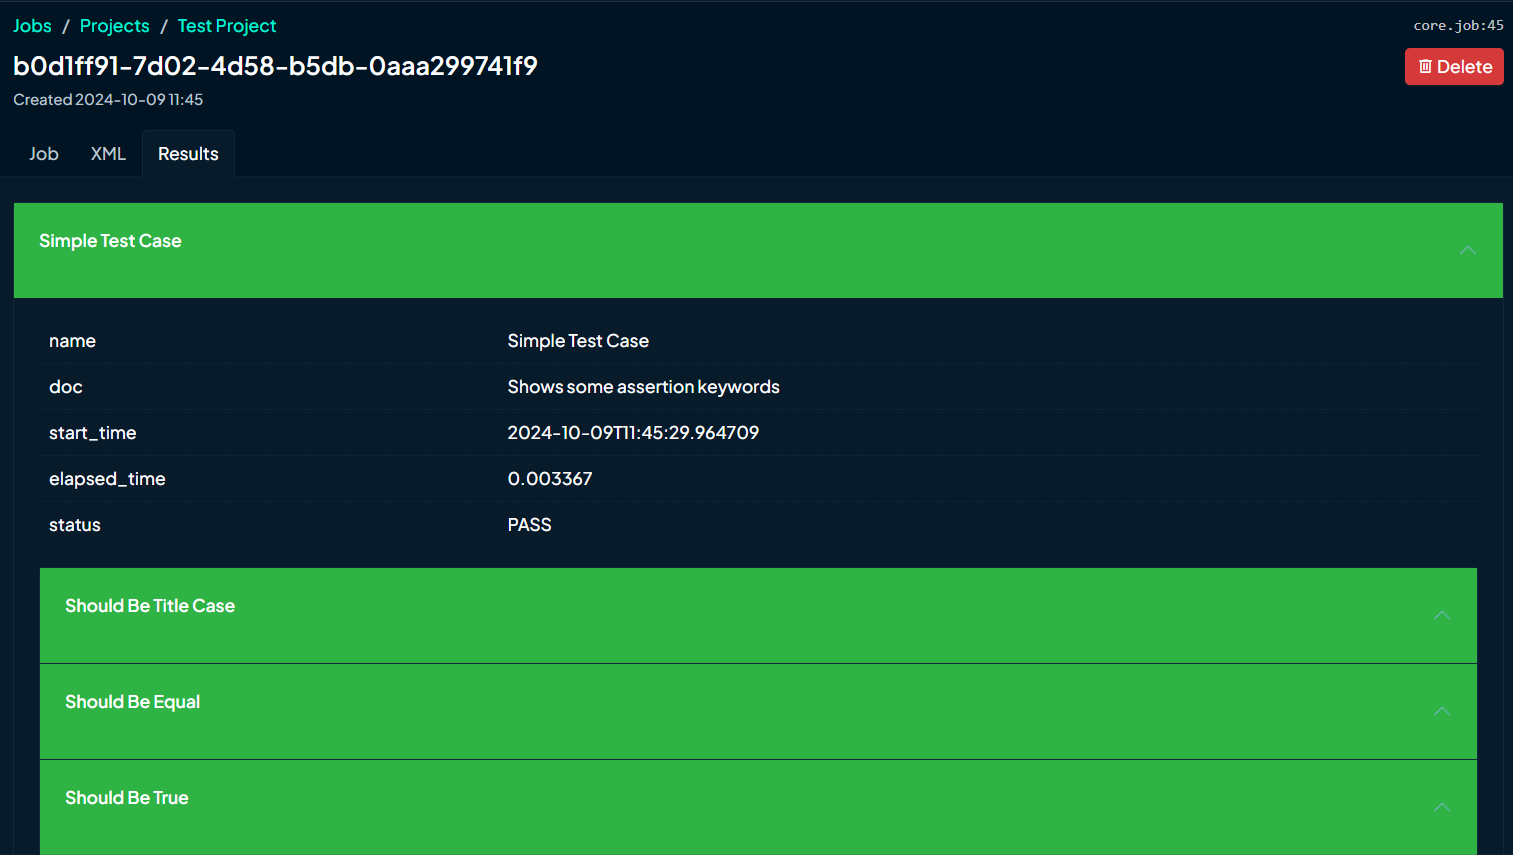 Jobs / Projects / Test Project
core.job:45
b0d1ff91-7d02-4d58-b5db-0aaa299741f9
Delete
Created 2024-10-09 11:45
Job XML Results
Simple Test Case
name Simple Test Case
doc Shows some assertion keywords
start_time 2024-10-09T11:45:29.964709
elapsed_time 0.003367
status PASS
Should Be Title Case
Should Be Equal
Should Be True